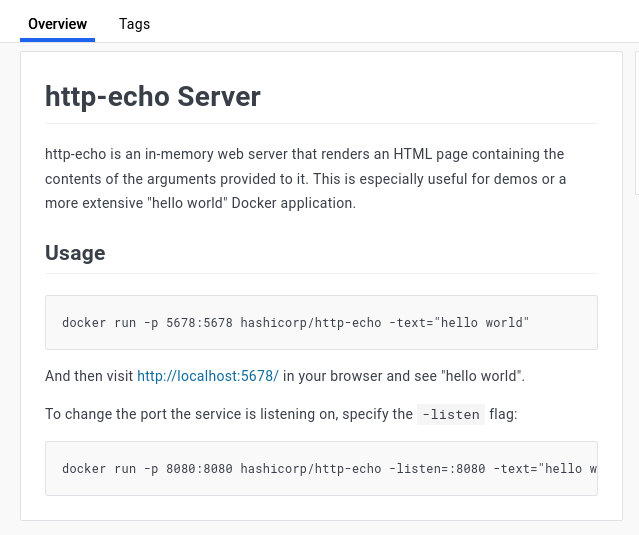 Overview Tags
http-echo Server
http-echo is an in-memory web server that renders an HTML page containing the
contents of the arguments provided to it. This is especially useful for demos or a
more extensive "hello world" Docker application.
Usage
docker run -p 5678:5678 hashicorp/http-echo -text="hello world"
And then visit http://localhost:5678/ in your browser and see "hello world".
To change the port the service is listening on, specify the -listen flag:
docker run -p 8080:8080 hashicorp/http-echo -listen=:8080 -text="hello w